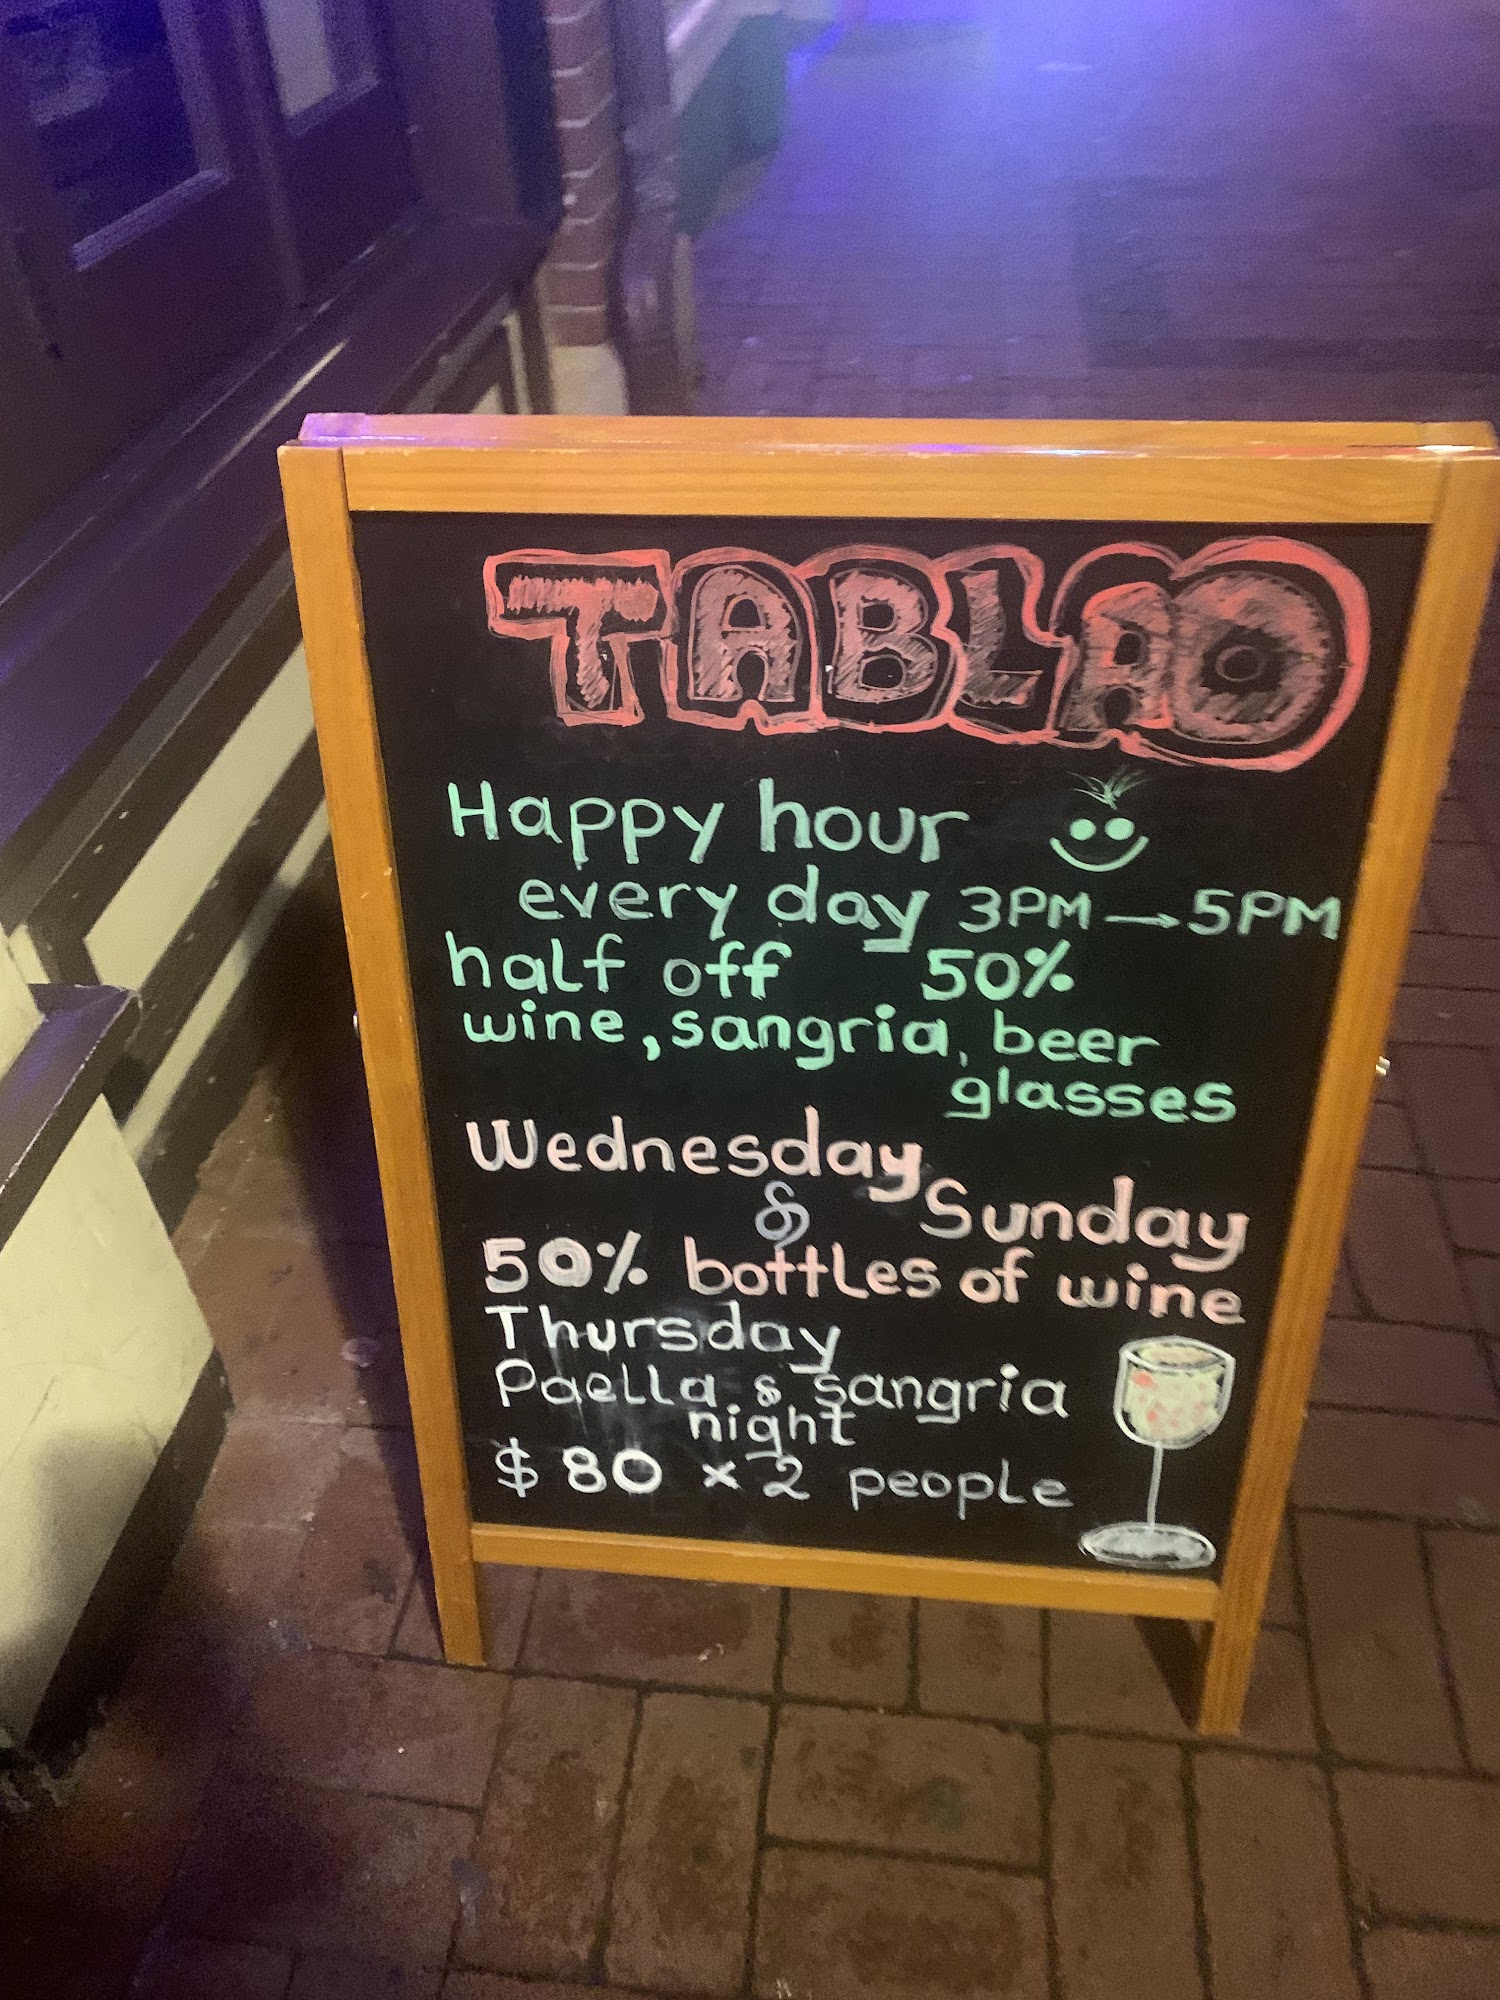 TABLAO
Happy hour
every day 3PM → 5PM
half off 50%
wine, sangria, beer
glasses
Wednesday
& Sunday
50% bottles of wine
Thursday
Paella & sangria
night
$80 x 2 people